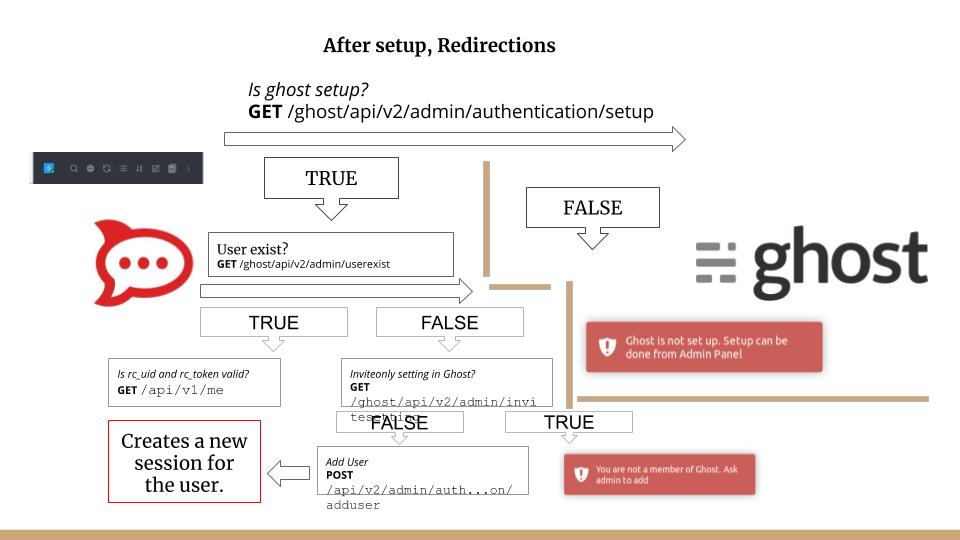 After setup, Redirections
Is ghost setup?
GET /ghost/api/v2/admin/authentication/setup
TRUE
FALSE
User exist?
GET /ghost/api/v2/admin/userexist
ghost
TRUE
FALSE
Ghost is not set up. Setup can be
done from Admin Panel
Is rc_uid and rc_token valid?
GET /api/v1/me
Inviteonly setting in Ghost?
GET
/ghost/api/v2/admin/invi
tesetting
FALSE
TRUE
Creates a new
session for
the user.
Add User
POST
/api/v2/admin/auth...on/
adduser
You are not a member of Ghost. Ask
admin to add